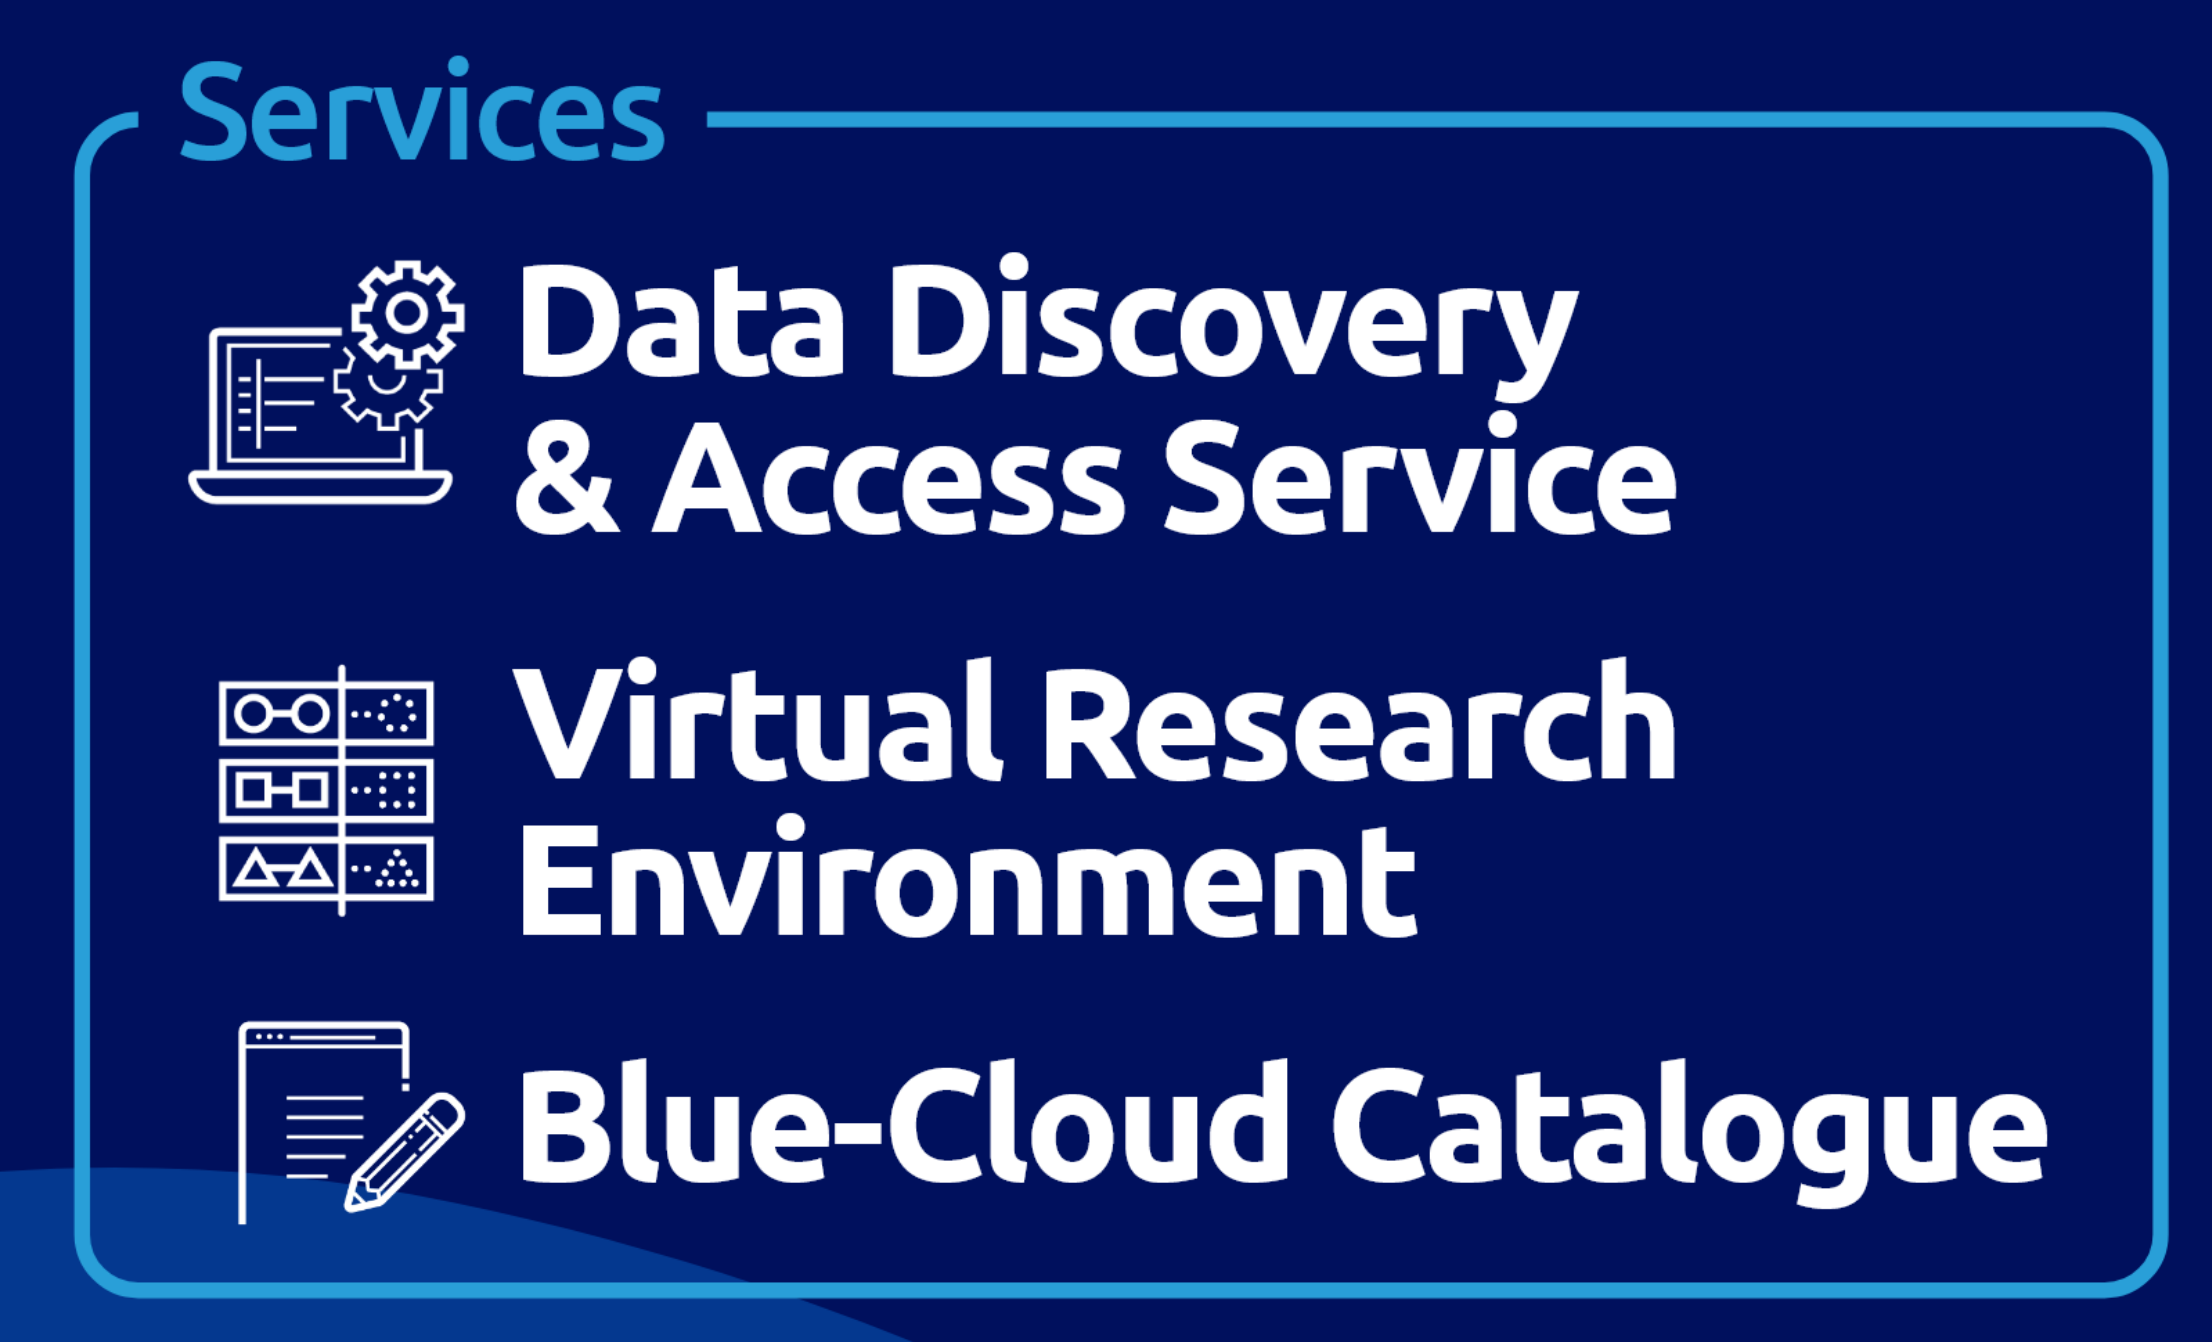 Services
Data Discovery
& Access Service
Virtual Research
Environment
Blue-Cloud Catalogue